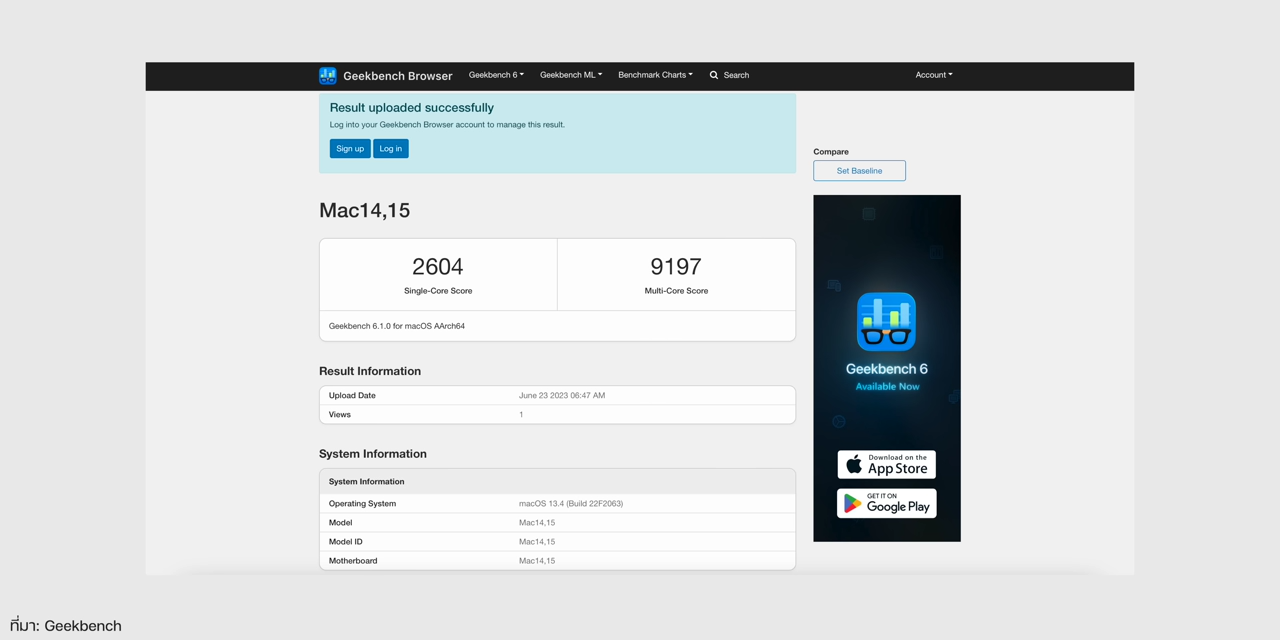 Geekbench Browser
Geekbench 6
Geekbench ML
Benchmark Charts
Search
Account
Result uploaded successfully
Log into your Geekbench Browser account to manage this result.
Sign up
Log in
Compare
Set Baseline
Mac14,15
2604
Single-Core Score
9197
Multi-Core Score
Geekbench 6.1.0 for macOS AArch64
Result Information
Upload Date June 23 2023 06:47 AM
Views 1
System Information
System Information
Operating System macOS 13.4 (Build 22F2063)
Model Mac14,15
Model ID Mac14,15
Motherboard Mac14,15
Geekbench 6
Available Now
Download on the
App Store
GET IT ON
Google Play
ที่มา: Geekbench